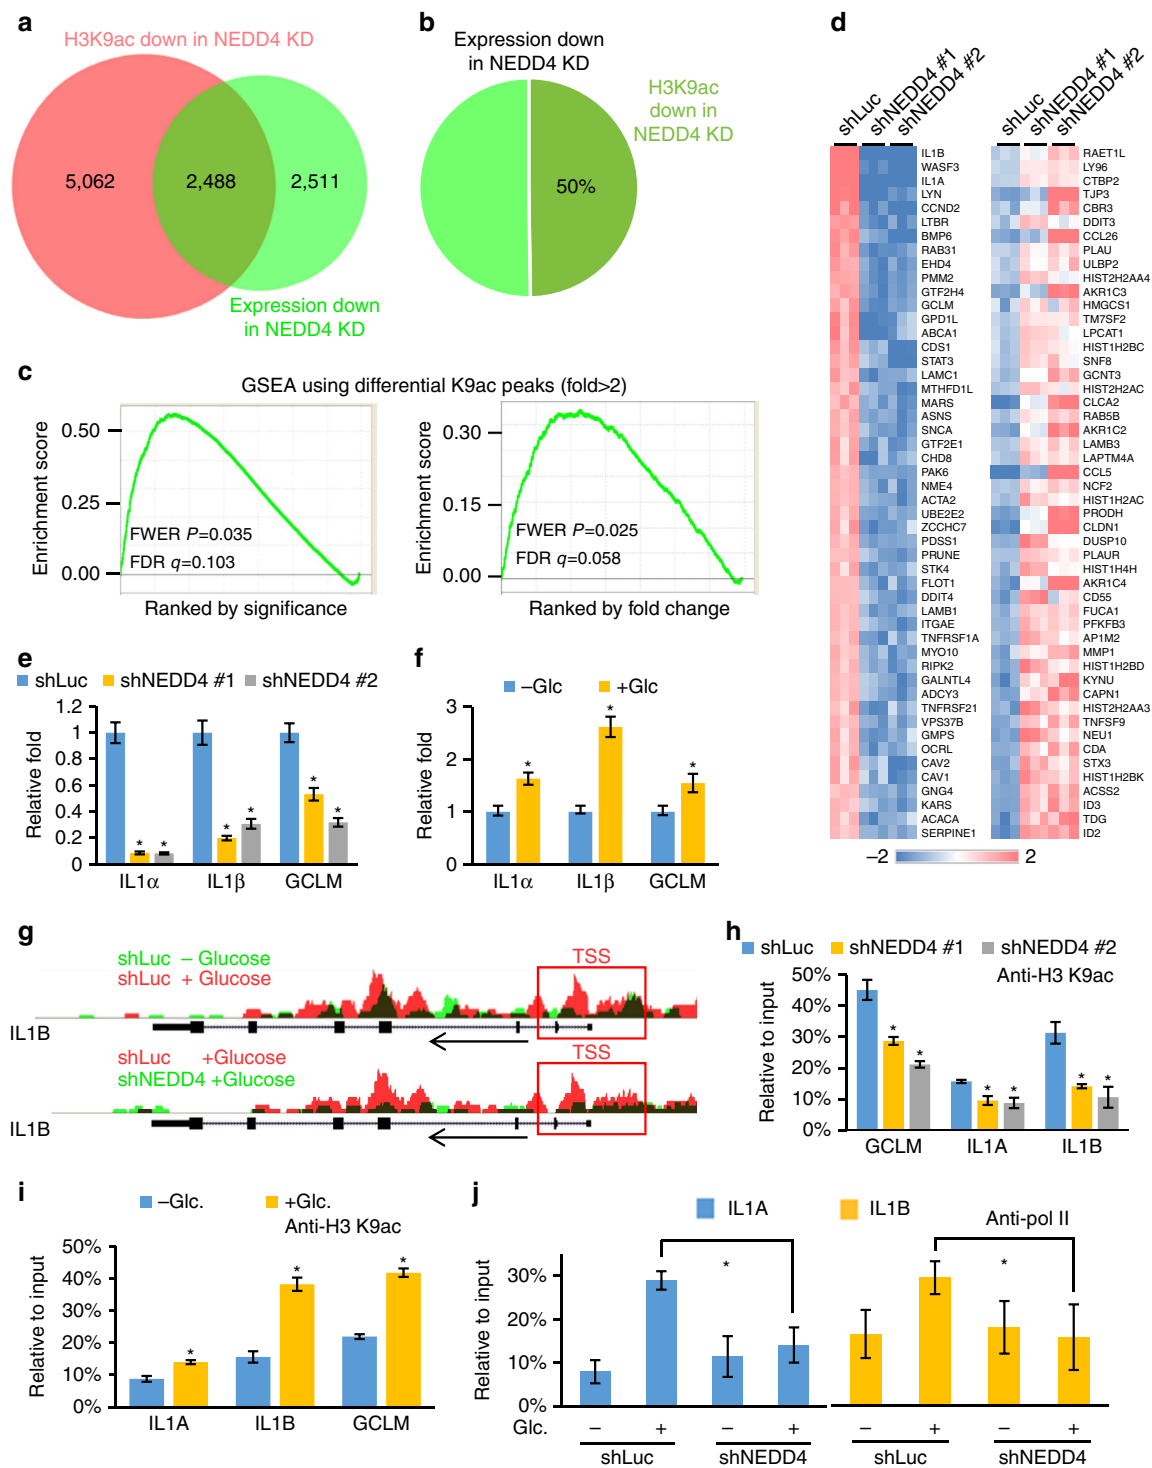 a
H3K9ac down in NEDD4 KD
5,062
2,488
2,511
Expression down
in NEDD4 KD
b
Expression down
in NEDD4 KD
H3K9ac
down in
NEDD4 KD
50%
c
GSEA using differential K9ac peaks (fold>2)
Enrichment score
0.50
0.25
0.00
FWER P=0.035
FDR q=0.103
Ranked by significance
Enrichment score
0.30
0.15
0.00
FWER P=0.025
FDR q=0.058
Ranked by fold change
d
shLuc
shNEDD4 #1
shNEDD4 #2
shLuc
shNEDD4 #1
shNEDD4 #2
IL1B
WASF3
IL1A
LYN
CCND2
LTBR
BMP6
RAB31
EHD4
PMM2
GTF2H4
GCLM
GPD1L
ABCA1
CDS1
STAT3
LAMC1
MTHFD1L
MARS
ASNS
SNCA
GTF2E1
CHD8
PAK6
NME4
ACTA2
UBE2E2
ZCCHC7
PDSS1
PRUNE
STK4
FLOT1
DDIT4
LAMB1
ITGAE
TNFRSF1A
MYO10
RIPK2
GALNTL4
ADCY3
TNFRSF21
VPS37B
GMPS
OCRL
CAV2
CAV1
GNG4
KARS
ACACA
SERPINE1
RAET1L
LY96
CTBP2
TJP3
CBR3
DDIT3
CCL26
PLAU
ULBP2
HIST2H2AA4
AKR1C3
HMGCS1
TM7SF2
LPCAT1
HIST1H2BC
SNF8
GCNT3
HIST2H2AC
CLCA2
RAB5B
AKR1C2
LAMB3
LAPTM4A
CCL5
NCF2
HIST1H2AC
PRODH
CLDN1
DUSP10
PLAUR
HIST1H4H
AKR1C4
CD55
FUCA1
PFKFB3
AP1M2
MMP1
HIST1H2BD
KYNU
CAPN1
HIST2H2AA3
TNFSF9
NEU1
CDA
STX3
HIST1H2BK
ACSS2
ID3
TDG
ID2
−2 2
e
shLuc shNEDD4 #1 shNEDD4 #2
Relative fold
1.2
1
0.8
0.6
0.4
0.2
0
* * * * * *
IL1α IL1β GCLM
f
−Glc +Glc
Relative fold
3
2
1
0
* * *
IL1α IL1β GCLM
g
shLuc − Glucose
shLuc + Glucose
TSS
IL1B
shLuc +Glucose
shNEDD4 +Glucose
TSS
IL1B
h
shLuc shNEDD4 #1 shNEDD4 #2
Anti-H3 K9ac
Relative to input
50%
40%
30%
20%
10%
0%
* * * * * *
GCLM IL1A IL1B
i
−Glc. +Glc.
Anti-H3 K9ac
Relative to input
50%
40%
30%
20%
10%
0%
* * *
IL1A IL1B GCLM
j
IL1A IL1B
Anti-pol II
Relative to input
30%
20%
10%
0%
* *
Glc. − + − + − + − +
shLuc shNEDD4 shLuc shNEDD4